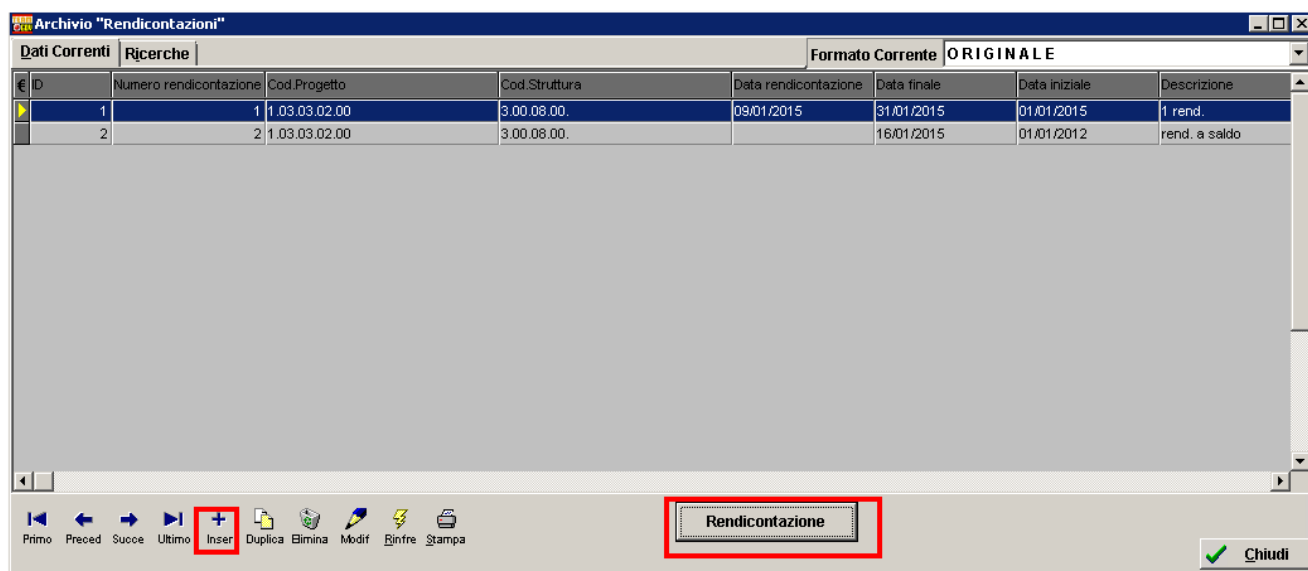 Archivio "Rendicontazioni"
Dati Correnti Ricerche Formato Corrente ORIGINALE
€ ID Numero rendicontazione Cod.Progetto Cod.Struttura Data rendicontazione Data finale Data iniziale Descrizione
1 1 1.03.03.02.00 3.00.08.00. 09/01/2015 31/01/2015 01/01/2015 1 rend.
2 2 1.03.03.02.00 3.00.08.00. 16/01/2015 01/01/2012 rend. a saldo
Primo Preced Succe Ultimo Inser Duplica Elimina Modif Rinfre Stampa
Rendicontazione
Chiudi